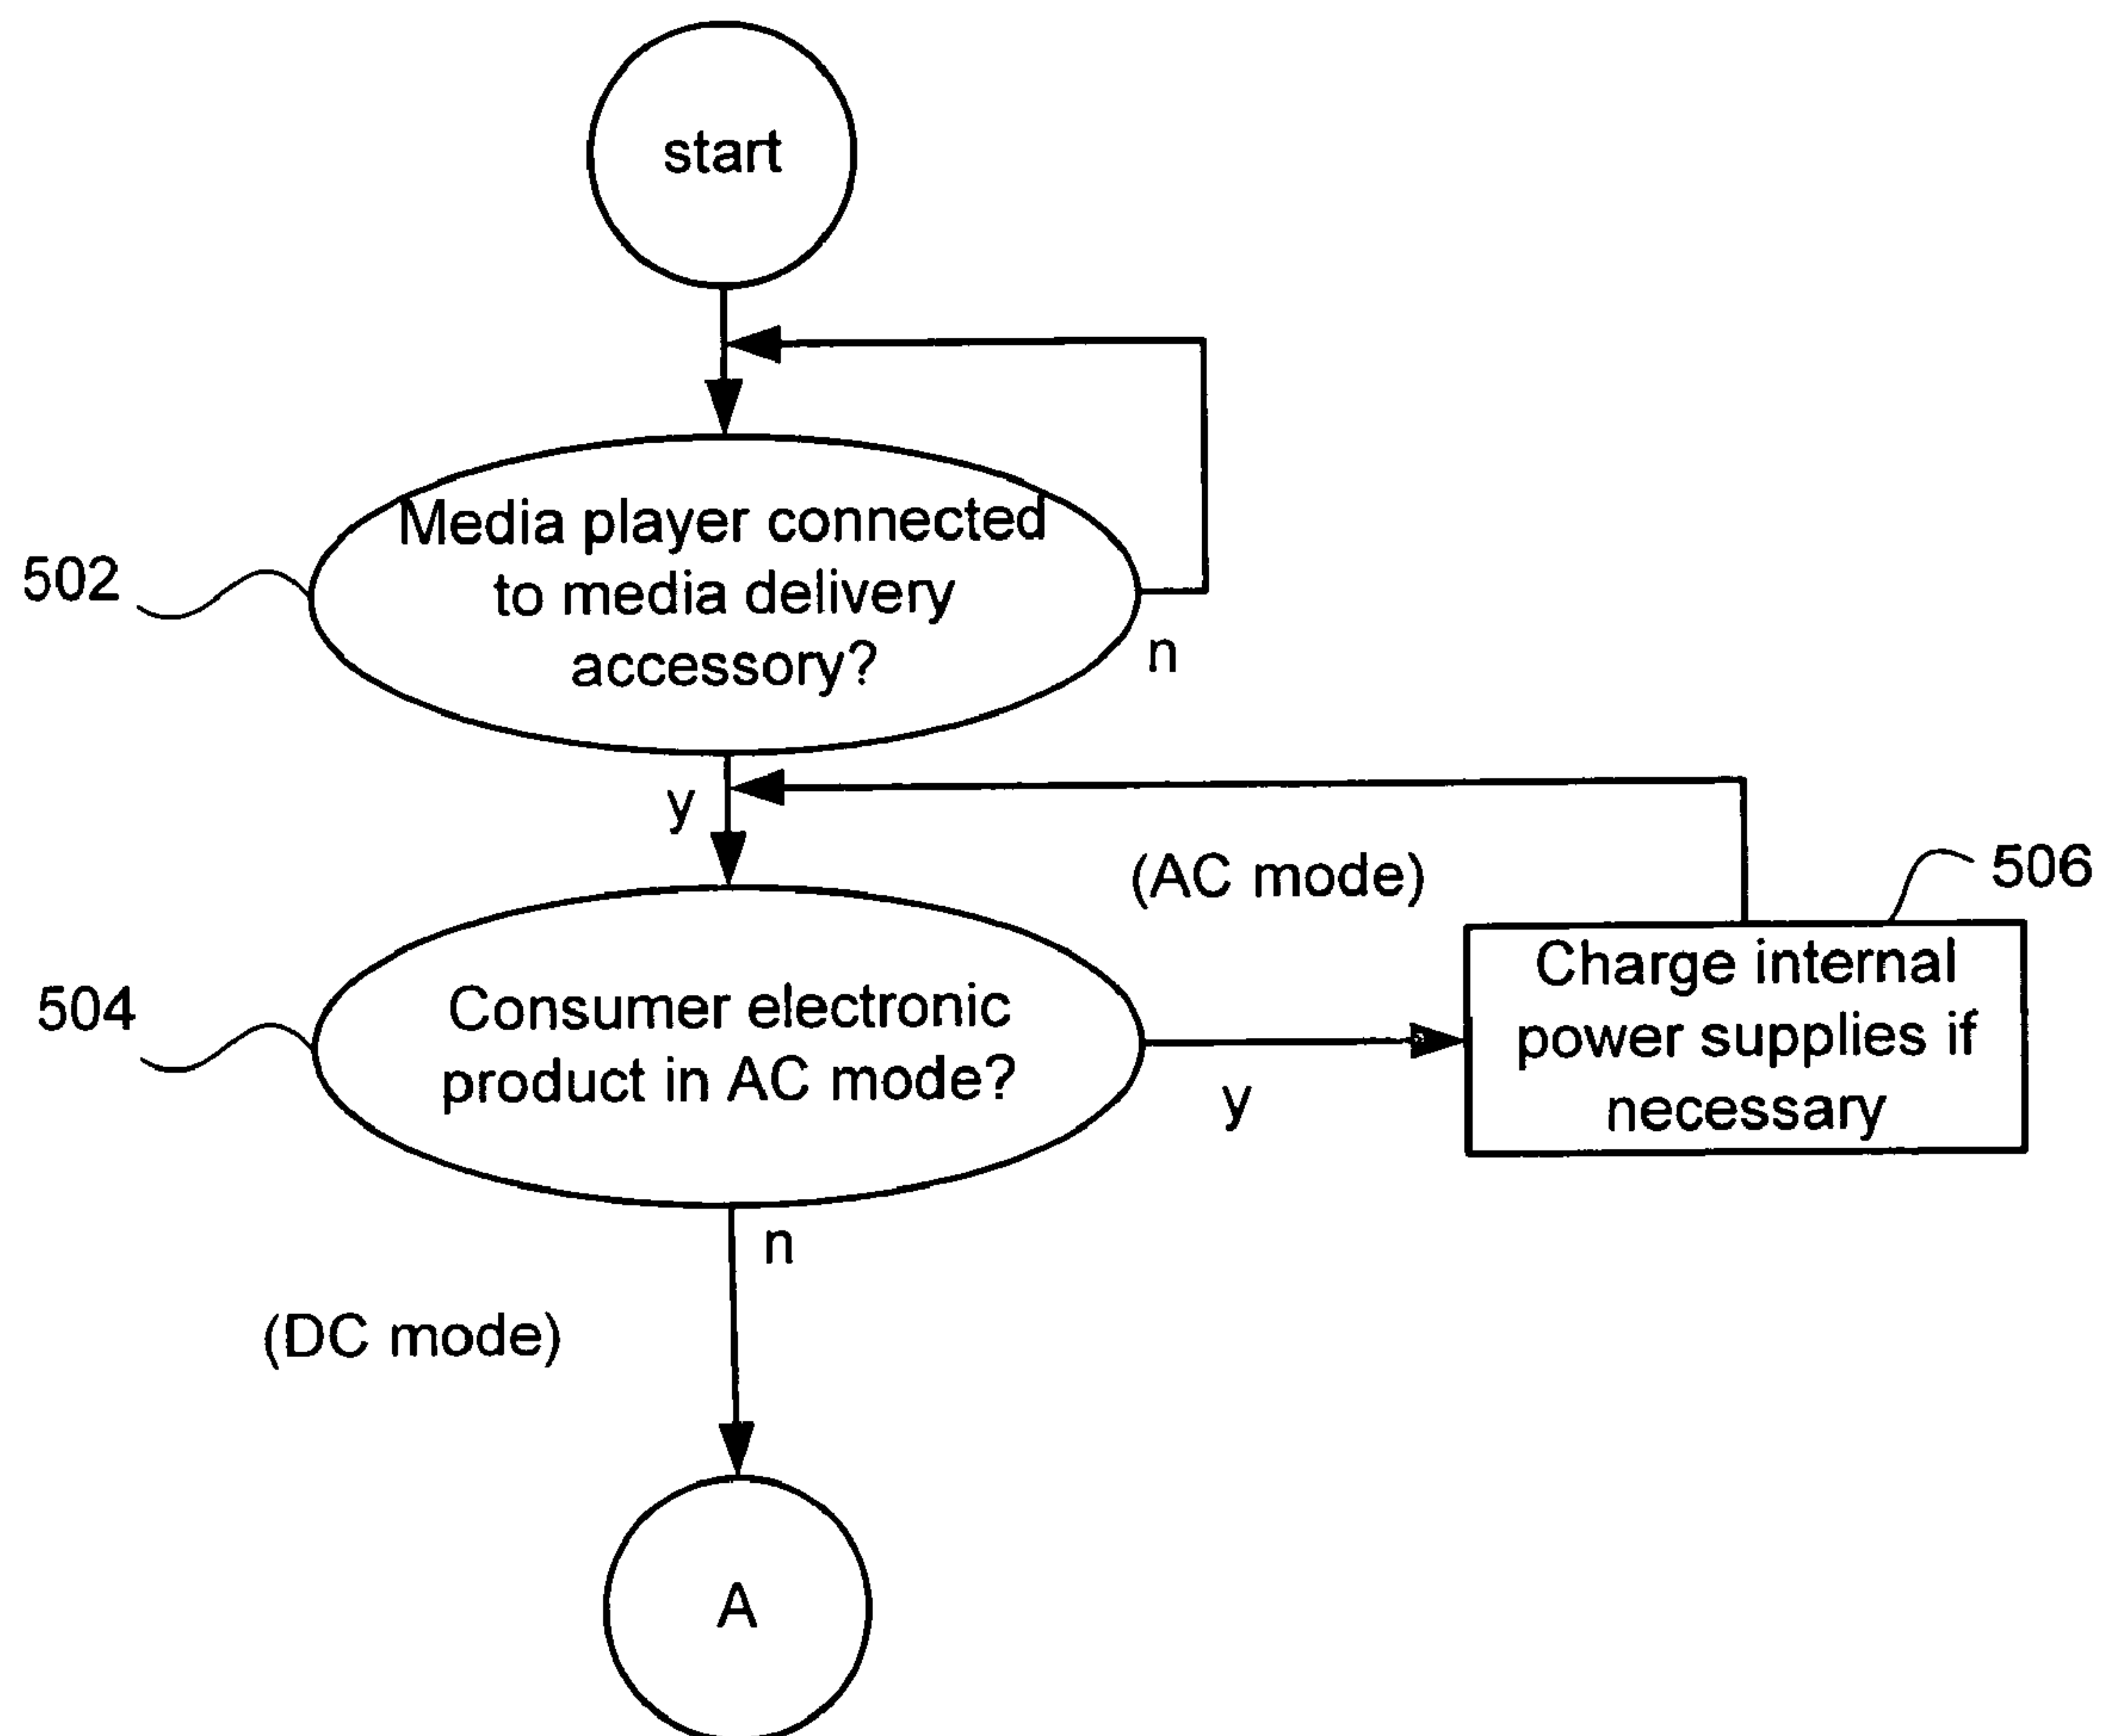 start
Media player connected
to media delivery
accessory?
502
n
y
(AC mode)
506
Charge internal
power supplies if
necessary
504
Consumer electronic
product in AC mode?
y
n
(DC mode)
A